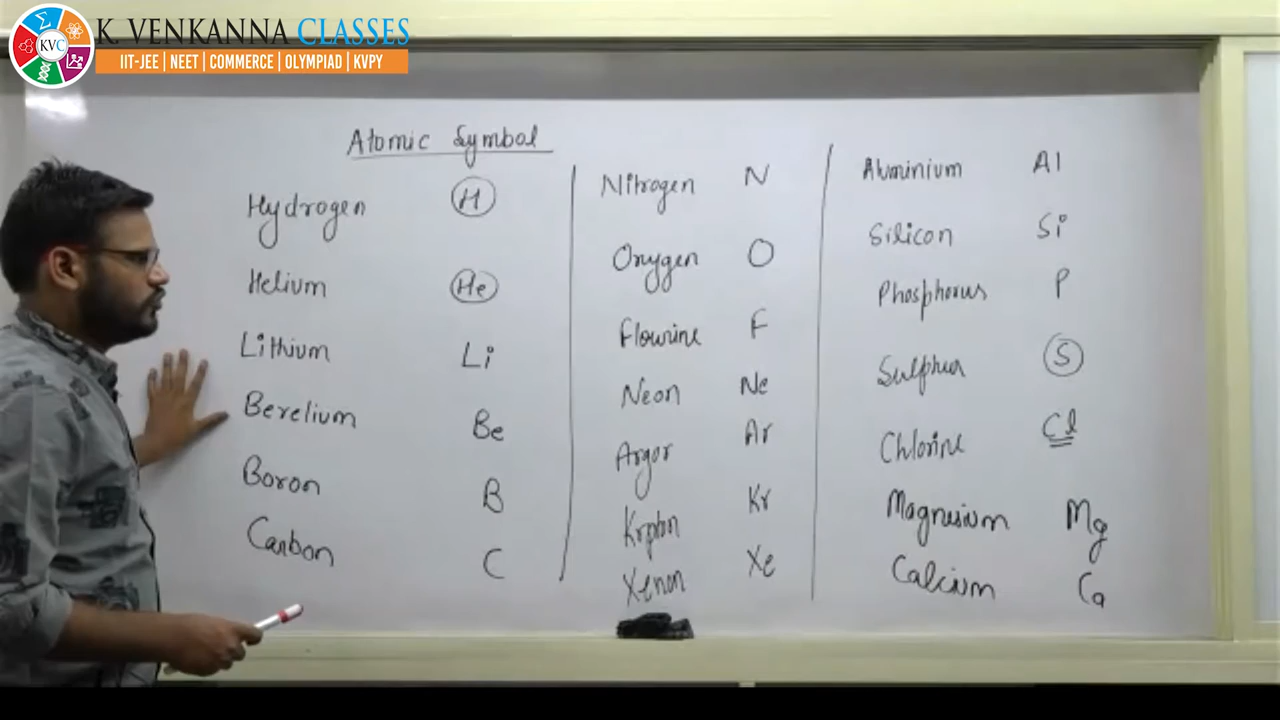 K. VENKANNA CLASSES
KVC
IIT-JEE | NEET | COMMERCE | OLYMPIAD | KVPY
Atomic Symbol
Hydrogen H
Helium He
Lithium Li
Berelium Be
Boron B
Carbon C
Nitrogen N
Oxygen O
Flourine F
Neon Ne
Argon Ar
Krpton Kr
Xenon Xe
Aluminium Al
Silicon Si
Phosphorus P
Sulphur S
Chlorine Cl
Magnesium Mg
Calcium Ca